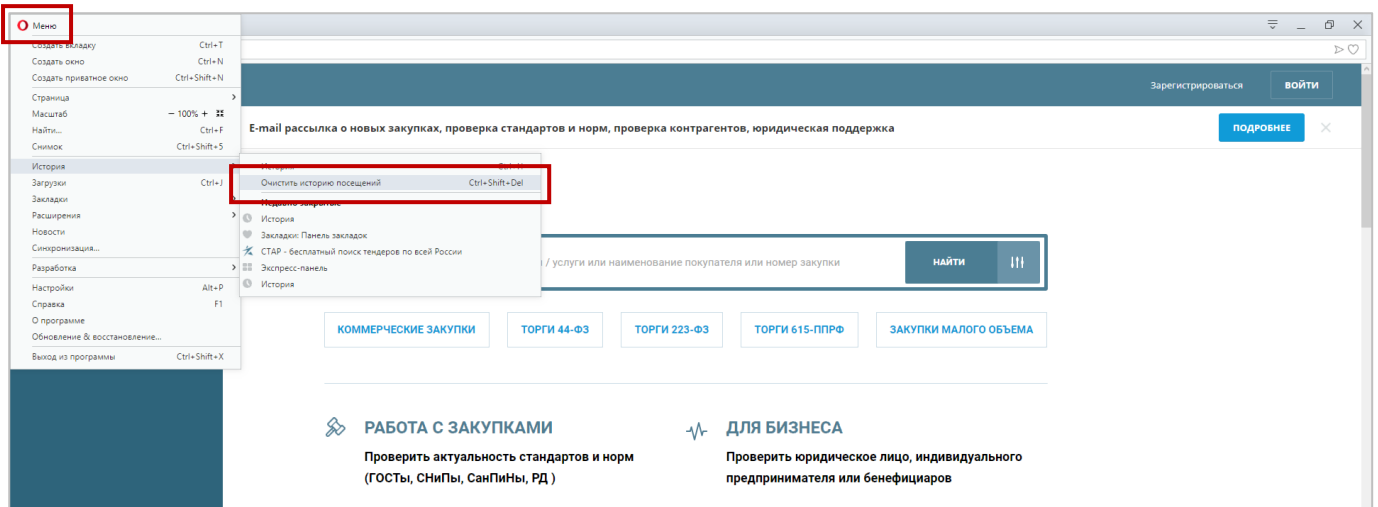 Меню
Создать вкладку Ctrl+T
Создать окно Ctrl+N
Создать приватное окно Ctrl+Shift+N
Страница
Масштаб − 100% +
Найти... Ctrl+F
Снимок Ctrl+Shift+5
История
Загрузки Ctrl+J
Закладки
Расширения
Новости
Синхронизация...
Разработка
Настройки Alt+P
Справка F1
О программе
Обновление & восстановление...
Выход из программы Ctrl+Shift+X
История Ctrl+H
Очистить историю посещений Ctrl+Shift+Del
Недавно закрытые
История
Закладки: Панель закладок
СТАР - бесплатный поиск тендеров по всей России
Экспресс-панель
История
Зарегистрироваться ВОЙТИ
E-mail рассылка о новых закупках, проверка стандартов и норм, проверка контрагентов, юридическая поддержка ПОДРОБНЕЕ
/ услуги или наименование покупателя или номер закупки НАЙТИ
КОММЕРЧЕСКИЕ ЗАКУПКИ ТОРГИ 44-ФЗ ТОРГИ 223-ФЗ ТОРГИ 615-ППРФ ЗАКУПКИ МАЛОГО ОБЪЕМА
РАБОТА С ЗАКУПКАМИ
Проверить актуальность стандартов и норм
(ГОСТы, СНиПы, СанПиНы, РД )
ДЛЯ БИЗНЕСА
Проверить юридическое лицо, индивидуального
предпринимателя или бенефициаров